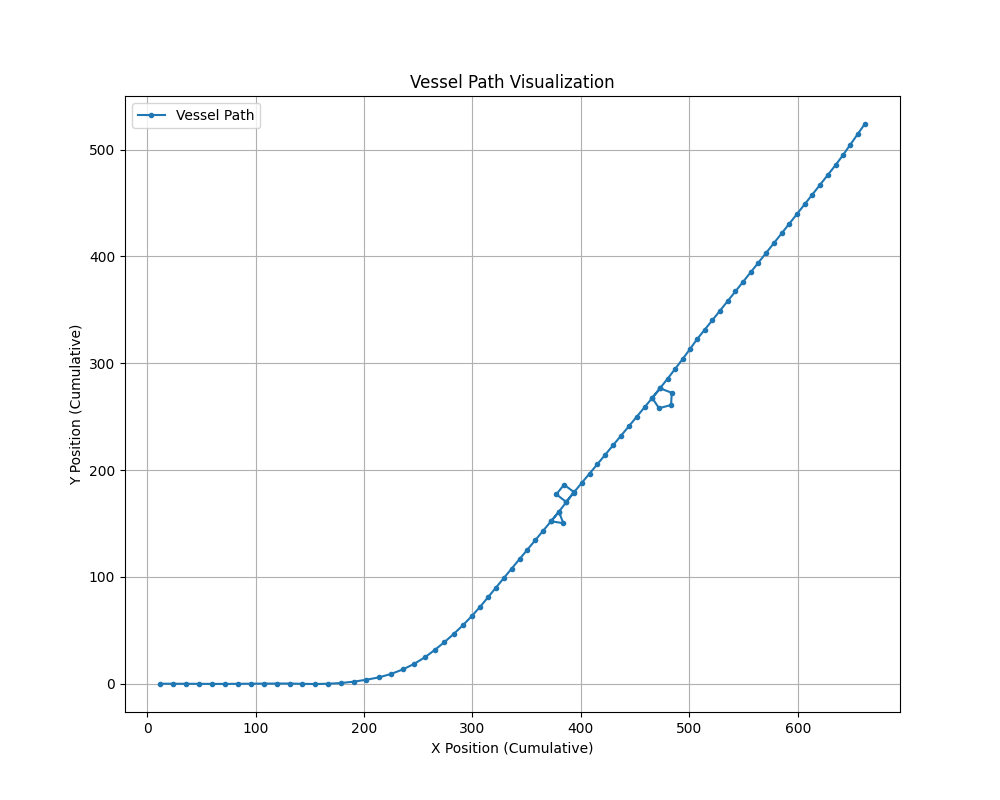 Vessel Path Visualization
Vessel Path
Y Position (Cumulative)
500
400
300
200
100
0
0 100 200 300 400 500 600
X Position (Cumulative)